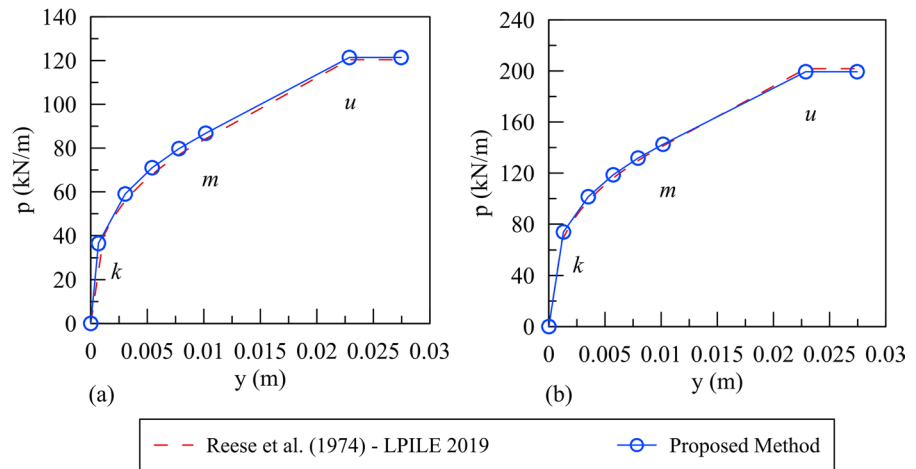 140
120
100
80
60
40
20
0
p (kN/m)
k
m
u
0 0.005 0.01 0.015 0.02 0.025 0.03
y (m)
(a)
240
200
160
120
80
40
0
p (kN/m)
k
m
u
0 0.005 0.01 0.015 0.02 0.025 0.03
y (m)
(b)
Reese et al. (1974) - LPILE 2019 Proposed Method